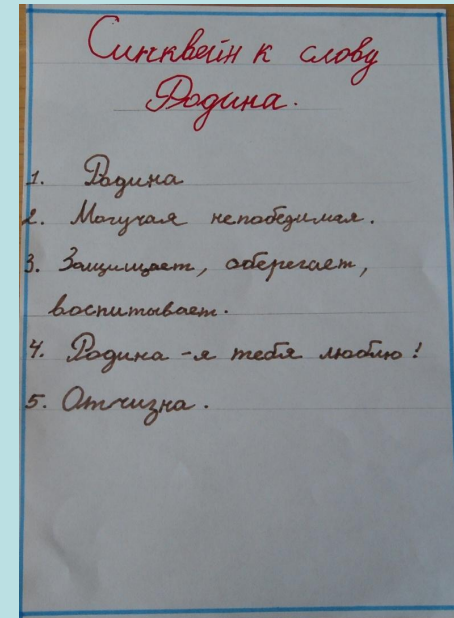 Синквейн к слову
Родина.
1. Родина
2. Могучая непобедимая.
3. Защищает, оберегает,
воспитывает.
4. Родина - я тебя люблю!
5. Отчизна.